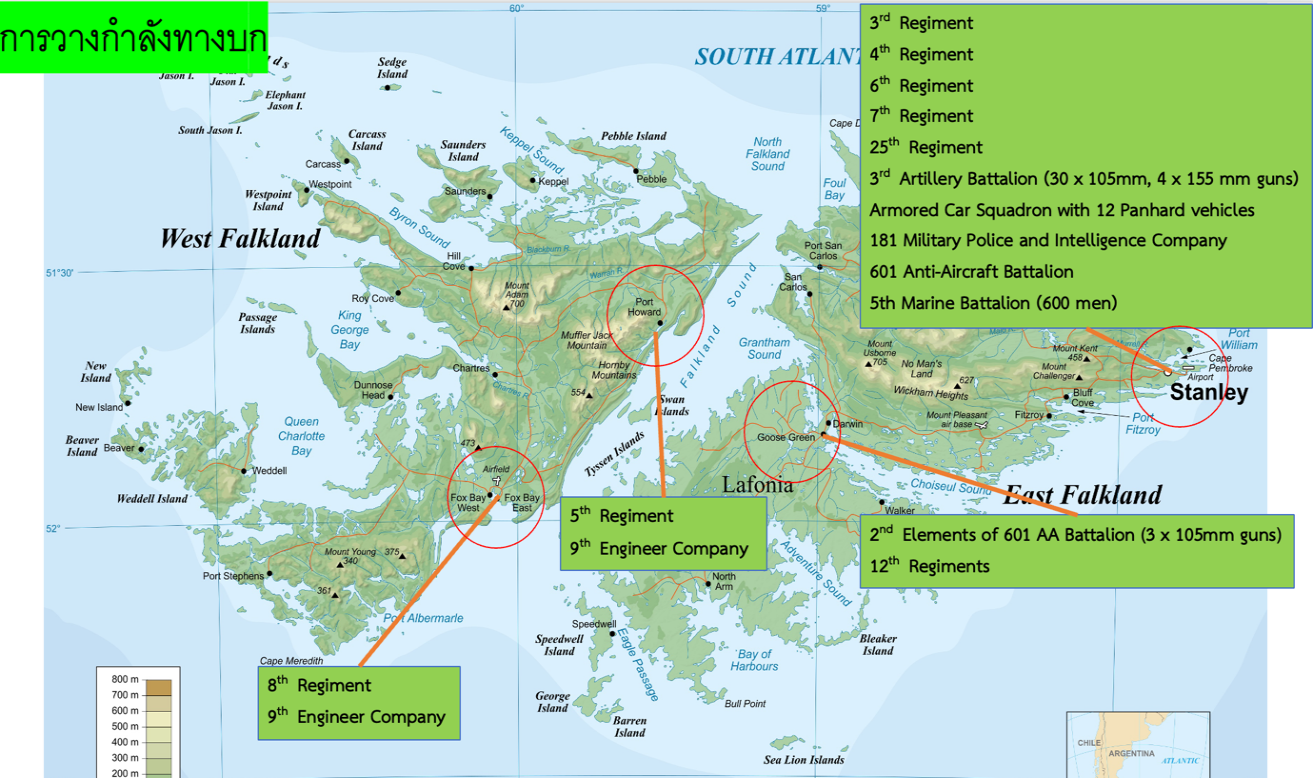 การวางกำลังทางบก
60°
59°
SOUTH ATLANT
3rd Regiment
4th Regiment
6th Regiment
7th Regiment
25th Regiment
3rd Artillery Battalion (30 x 105mm, 4 x 155 mm guns)
Armored Car Squadron with 12 Panhard vehicles
181 Military Police and Intelligence Company
601 Anti-Aircraft Battalion
5th Marine Battalion (600 men)
Jason I.
Jason I.
Elephant
Jason I.
South Jason I.
Sedge
Island
Carcass
Island
Carcass
Westpoint
Westpoint
Island
Saunders
Island
Saunders
Keppel Sound
Keppel
Pebble Island
Pebble
North
Falkland
Sound
Cape D
Foul
Bay
West Falkland
Byron Sound
Hill
Cove
Blackburn R.
Warrah R.
Port San
Carlos
San
Carlos
51°30'
Roy Cove
Mount
Adam
700
Port
Howard
Falkland Sound
Passage
Islands
King
George
Bay
Muffler Jack
Mountain
Hornby
Mountains
554
Grantham
Sound
Mount
Usborne
705
No Man's
Land
Wickham Heights
627
Mount Kent
458
Mount
Challenger
Port
William
Cape
Pembroke
Airport
Stanley
New
Island
New Island
Chartres
Chartres R.
Dunnose
Head
Swan
Islands
Bluff
Cove
Fitzroy
Port
Fitzroy
Mount Pleasant
air base
Beaver
Island
Beaver
Queen
Charlotte
Bay
473
Airfield
Tyssen Islands
Goose Green
Darwin
Weddell
Weddell Island
Fox Bay
West
Fox Bay
East
Lafonia
Choiseul Sound
East Falkland
Walker
52°
5th Regiment
9th Engineer Company
2nd Elements of 601 AA Battalion (3 x 105mm guns)
12th Regiments
Mount Young
340
375
361
Port Stephens
Port Albemarle
North
Arm
Adventure Sound
Speedwell
Speedwell
Island
Eagle Passage
Bay of
Harbours
Bleaker
Island
Cape Meredith
8th Regiment
9th Engineer Company
George
Island
Barren
Island
Bull Point
Sea Lion Islands
800 m
700 m
600 m
500 m
400 m
300 m
200 m
CHILE
ARGENTINA
ATLANTIC